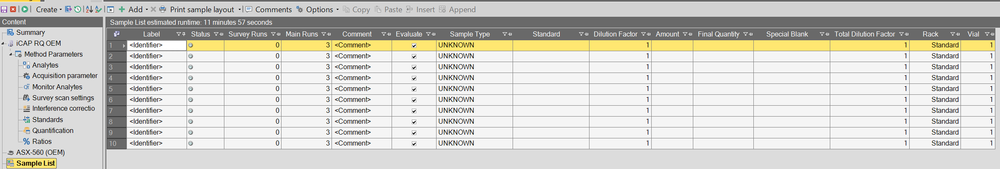 Create Add Print sample layout Comments Options Copy Paste Insert Append
Content
Sample List estimated runtime: 11 minutes 57 seconds
Summary
iCAP RQ OEM
Method Parameters
Analytes
Acquisition parameter
Monitor Analytes
Survey scan settings
Interference correctio
Standards
Quantification
Ratios
ASX-560 (OEM)
Sample List
Label Status Survey Runs Main Runs Comment Evaluate Sample Type Standard Dilution Factor Amount Final Quantity Special Blank Total Dilution Factor Rack Vial
1 <Identifier> 0 3 <Comment> UNKNOWN 1 1 Standard 1
2 <Identifier> 0 3 <Comment> UNKNOWN 1 1 Standard 1
3 <Identifier> 0 3 <Comment> UNKNOWN 1 1 Standard 1
4 <Identifier> 0 3 <Comment> UNKNOWN 1 1 Standard 1
5 <Identifier> 0 3 <Comment> UNKNOWN 1 1 Standard 1
6 <Identifier> 0 3 <Comment> UNKNOWN 1 1 Standard 1
7 <Identifier> 0 3 <Comment> UNKNOWN 1 1 Standard 1
8 <Identifier> 0 3 <Comment> UNKNOWN 1 1 Standard 1
9 <Identifier> 0 3 <Comment> UNKNOWN 1 1 Standard 1
10 <Identifier> 0 3 <Comment> UNKNOWN 1 1 Standard 1